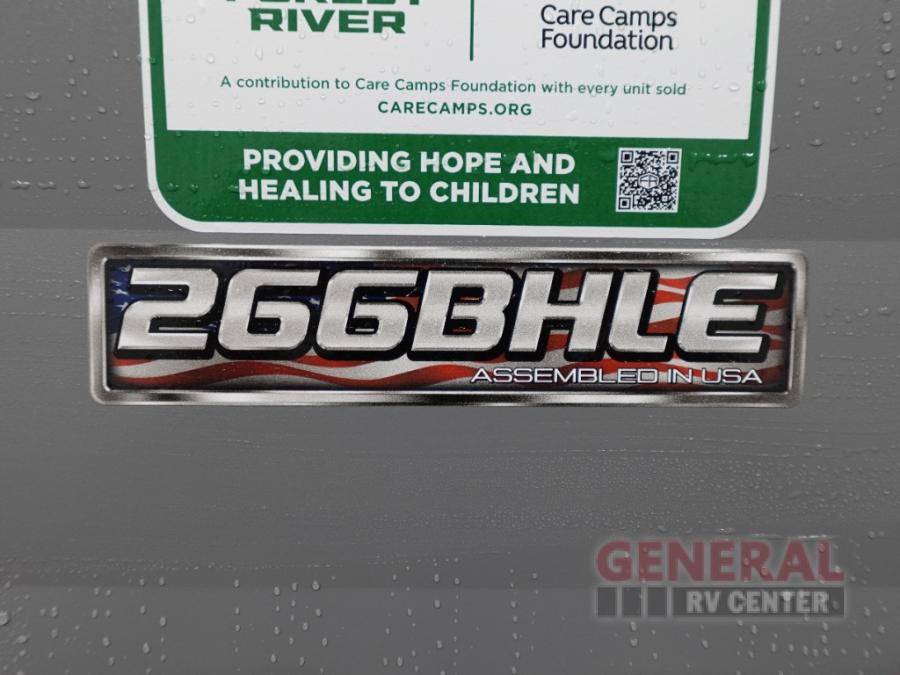 RIVER
Care Camps
Foundation
A contribution to Care Camps Foundation with every unit sold
CARECAMPS.ORG
PROVIDING HOPE AND
HEALING TO CHILDREN
266BHLE
ASSEMBLED IN USA
GENERAL
RV CENTER